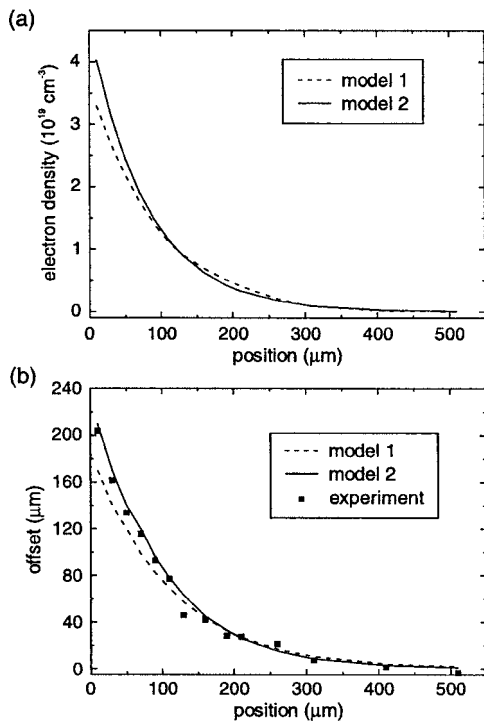 (a)
4
3
2
1
0
electron density (10¹⁹ cm⁻³)
model 1
model 2
0 100 200 300 400 500
position (μm)
(b)
240
200
160
120
80
40
0
offset (μm)
model 1
model 2
experiment
0 100 200 300 400 500
position (μm)